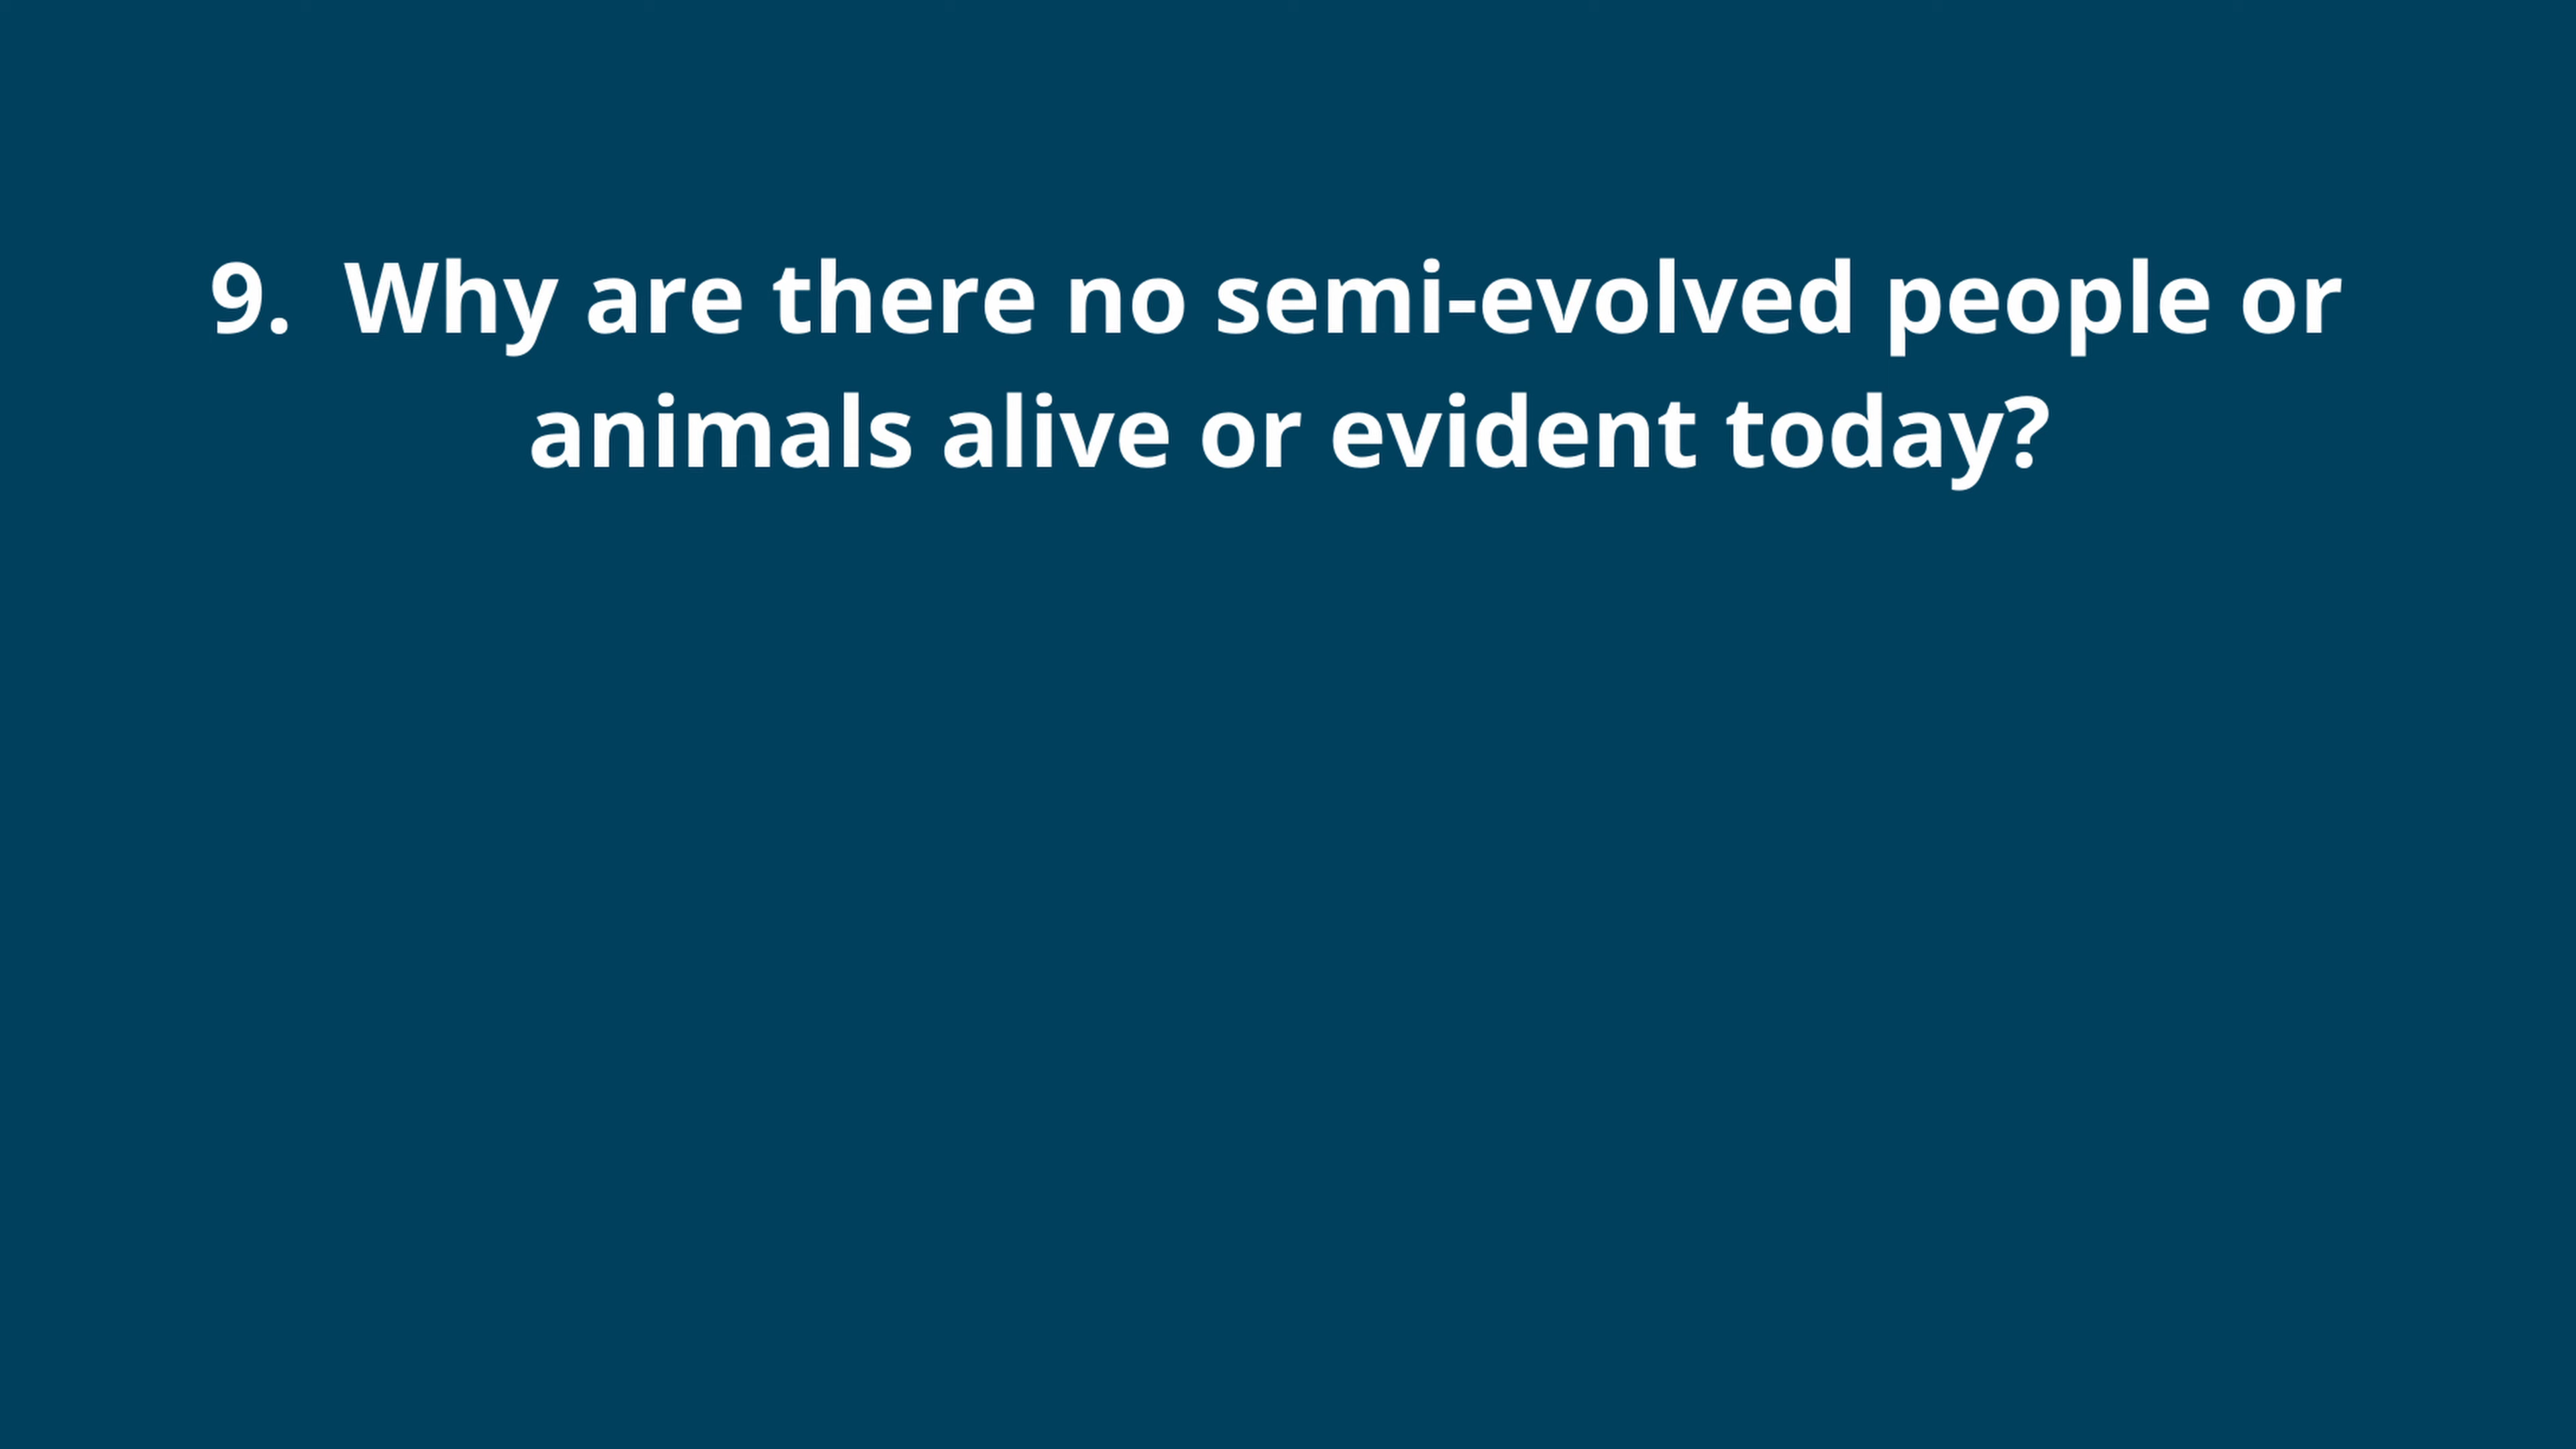 9.  Why are there no semi-evolved people or
animals alive or evident today?